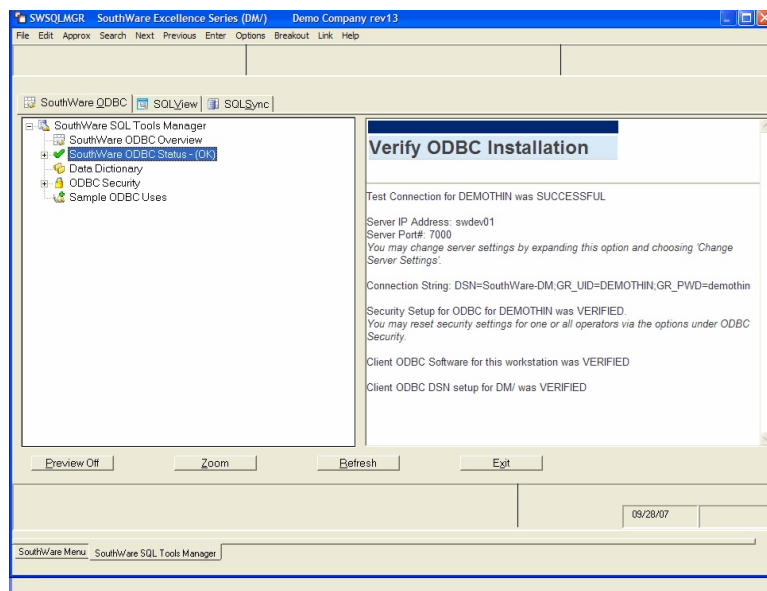 SWSQLMGR SouthWare Excellence Series (DM/) Demo Company rev13
File Edit Approx Search Next Previous Enter Options Breakout Link Help
SouthWare ODBC SQLView SQLSync
SouthWare SQL Tools Manager
SouthWare ODBC Overview
SouthWare ODBC Status - (OK)
Data Dictionary
ODBC Security
Sample ODBC Uses
Verify ODBC Installation
Test Connection for DEMOTHIN was SUCCESSFUL
Server IP Address: swdev01
Server Port#: 7000
You may change server settings by expanding this option and choosing 'Change
Server Settings'.
Connection String: DSN=SouthWare-DM;GR_UID=DEMOTHIN;GR_PWD=demothin
Security Setup for ODBC for DEMOTHIN was VERIFIED.
You may reset security settings for one or all operators via the options under ODBC
Security.
Client ODBC Software for this workstation was VERIFIED
Client ODBC DSN setup for DM/ was VERIFIED
Preview Off Zoom Refresh Exit
09/28/07
SouthWare Menu SouthWare SQL Tools Manager